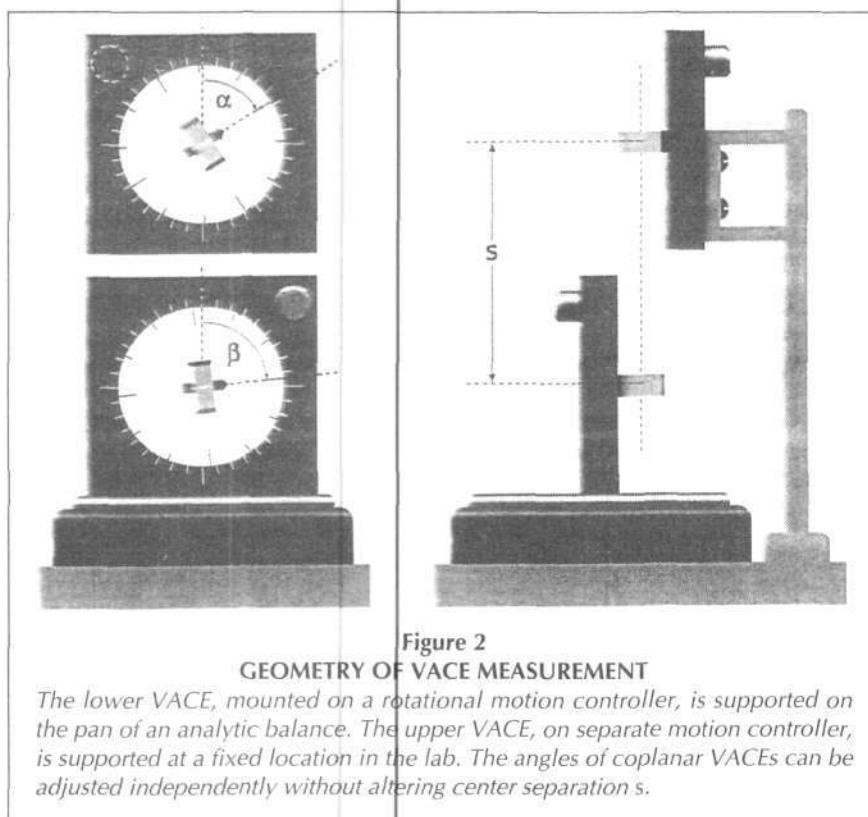 α
β
S
Figure 2
GEOMETRY OF VACE MEASUREMENT
The lower VACE, mounted on a rotational motion controller, is supported on
the pan of an analytic balance. The upper VACE, on separate motion controller,
is supported at a fixed location in the lab. The angles of coplanar VACEs can be
adjusted independently without altering center separation s.